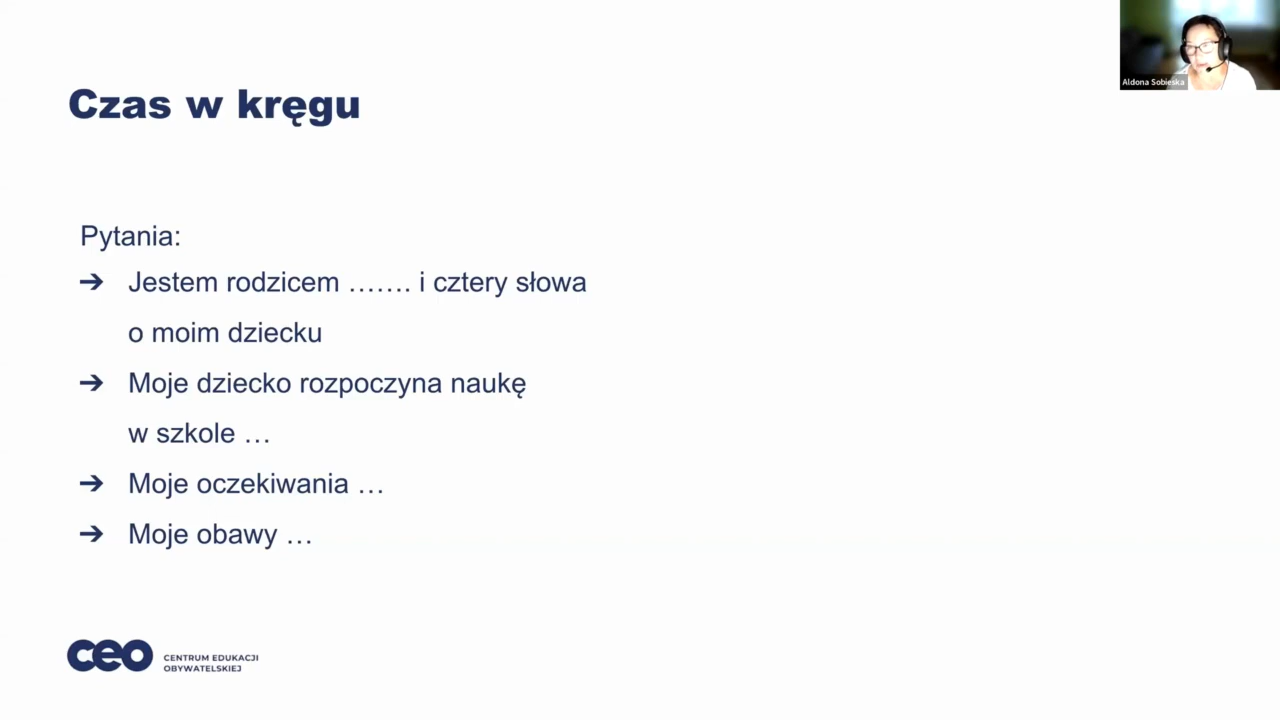 Aldona Sobieska
Czas w kręgu
Pytania:
➔ Jestem rodzicem ……. i cztery słowa
o moim dziecku
➔ Moje dziecko rozpoczyna naukę
w szkole …
➔ Moje oczekiwania …
➔ Moje obawy …
ceo CENTRUM EDUKACJI
OBYWATELSKIEJ